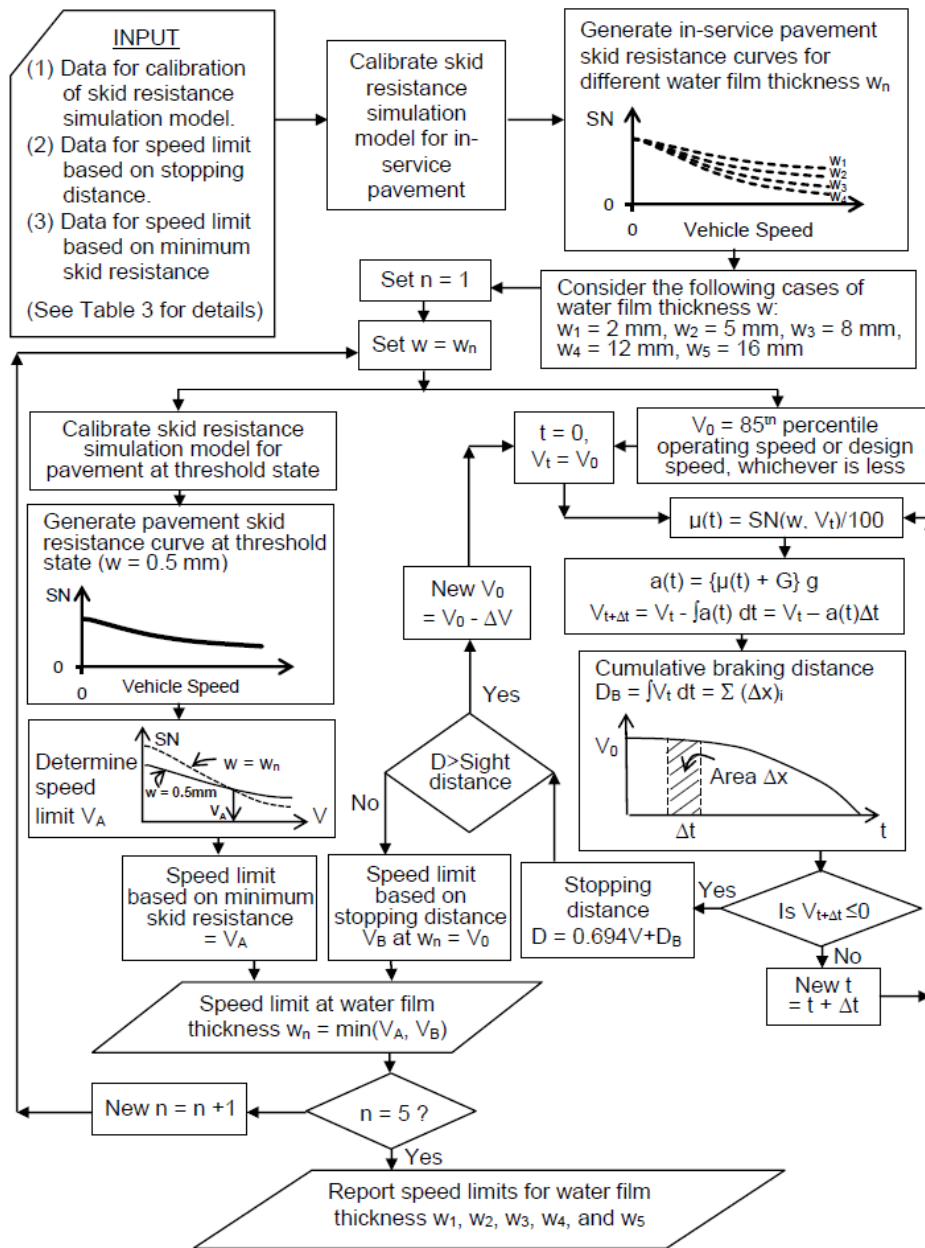 INPUT
(1) Data for calibration
of skid resistance
simulation model.
(2) Data for speed limit
based on stopping
distance.
(3) Data for speed limit
based on minimum
skid resistance
(See Table 3 for details)
Calibrate skid
resistance
simulation
model for in-
service
pavement
Generate in-service pavement
skid resistance curves for
different water film thickness wₙ
SN
w₁
w₂
w₃
w₄
0
0
Vehicle Speed
Consider the following cases of
water film thickness w:
w₁ = 2 mm, w₂ = 5 mm, w₃ = 8 mm,
w₄ = 12 mm, w₅ = 16 mm
Set n = 1
Set w = wₙ
Calibrate skid resistance
simulation model for
pavement at threshold state
Generate pavement skid
resistance curve at threshold
state (w = 0.5 mm)
SN
0
0
Vehicle Speed
Determine
speed
limit V_A
SN
w = wₙ
w = 0.5mm
V_A
V
Speed limit
based on minimum
skid resistance
= V_A
t = 0,
Vₜ = V₀
V₀ = 85ᵗʰ percentile
operating speed or design
speed, whichever is less
μ(t) = SN(w, Vₜ)/100
a(t) = {μ(t) + G} g
Vₜ₊Δₜ = Vₜ - ∫a(t) dt = Vₜ – a(t)Δt
Cumulative braking distance
D_B = ∫Vₜ dt = Σ (Δx)ᵢ
V₀
Area Δx
Δt
t
Is Vₜ₊Δₜ ≤0
No
New t
= t + Δt
Yes
Stopping
distance
D = 0.694V+D_B
D>Sight
distance
Yes
New V₀
= V₀ - ΔV
No
Speed limit
based on
stopping distance
V_B at wₙ = V₀
Speed limit at water film
thickness wₙ = min(V_A, V_B)
n = 5 ?
New n = n +1
Yes
Report speed limits for water film
thickness w₁, w₂, w₃, w₄, and w₅